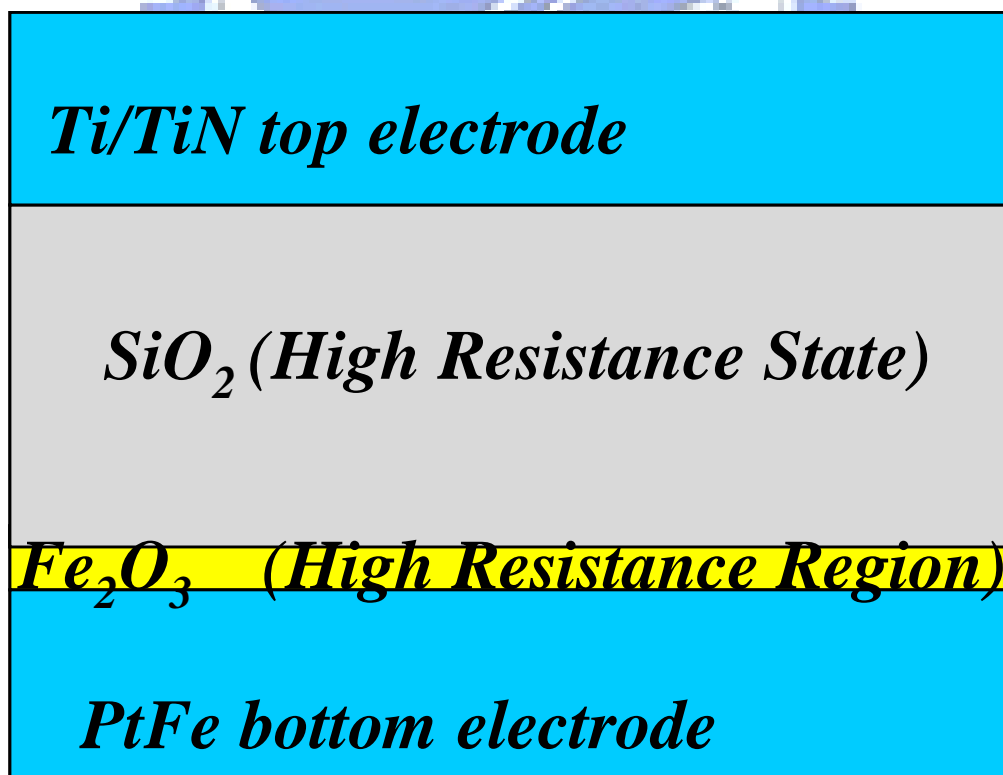 Ti/TiN top electrode
SiO₂ (High Resistance State)
Fe₂O₃ (High Resistance Region)
PtFe bottom electrode